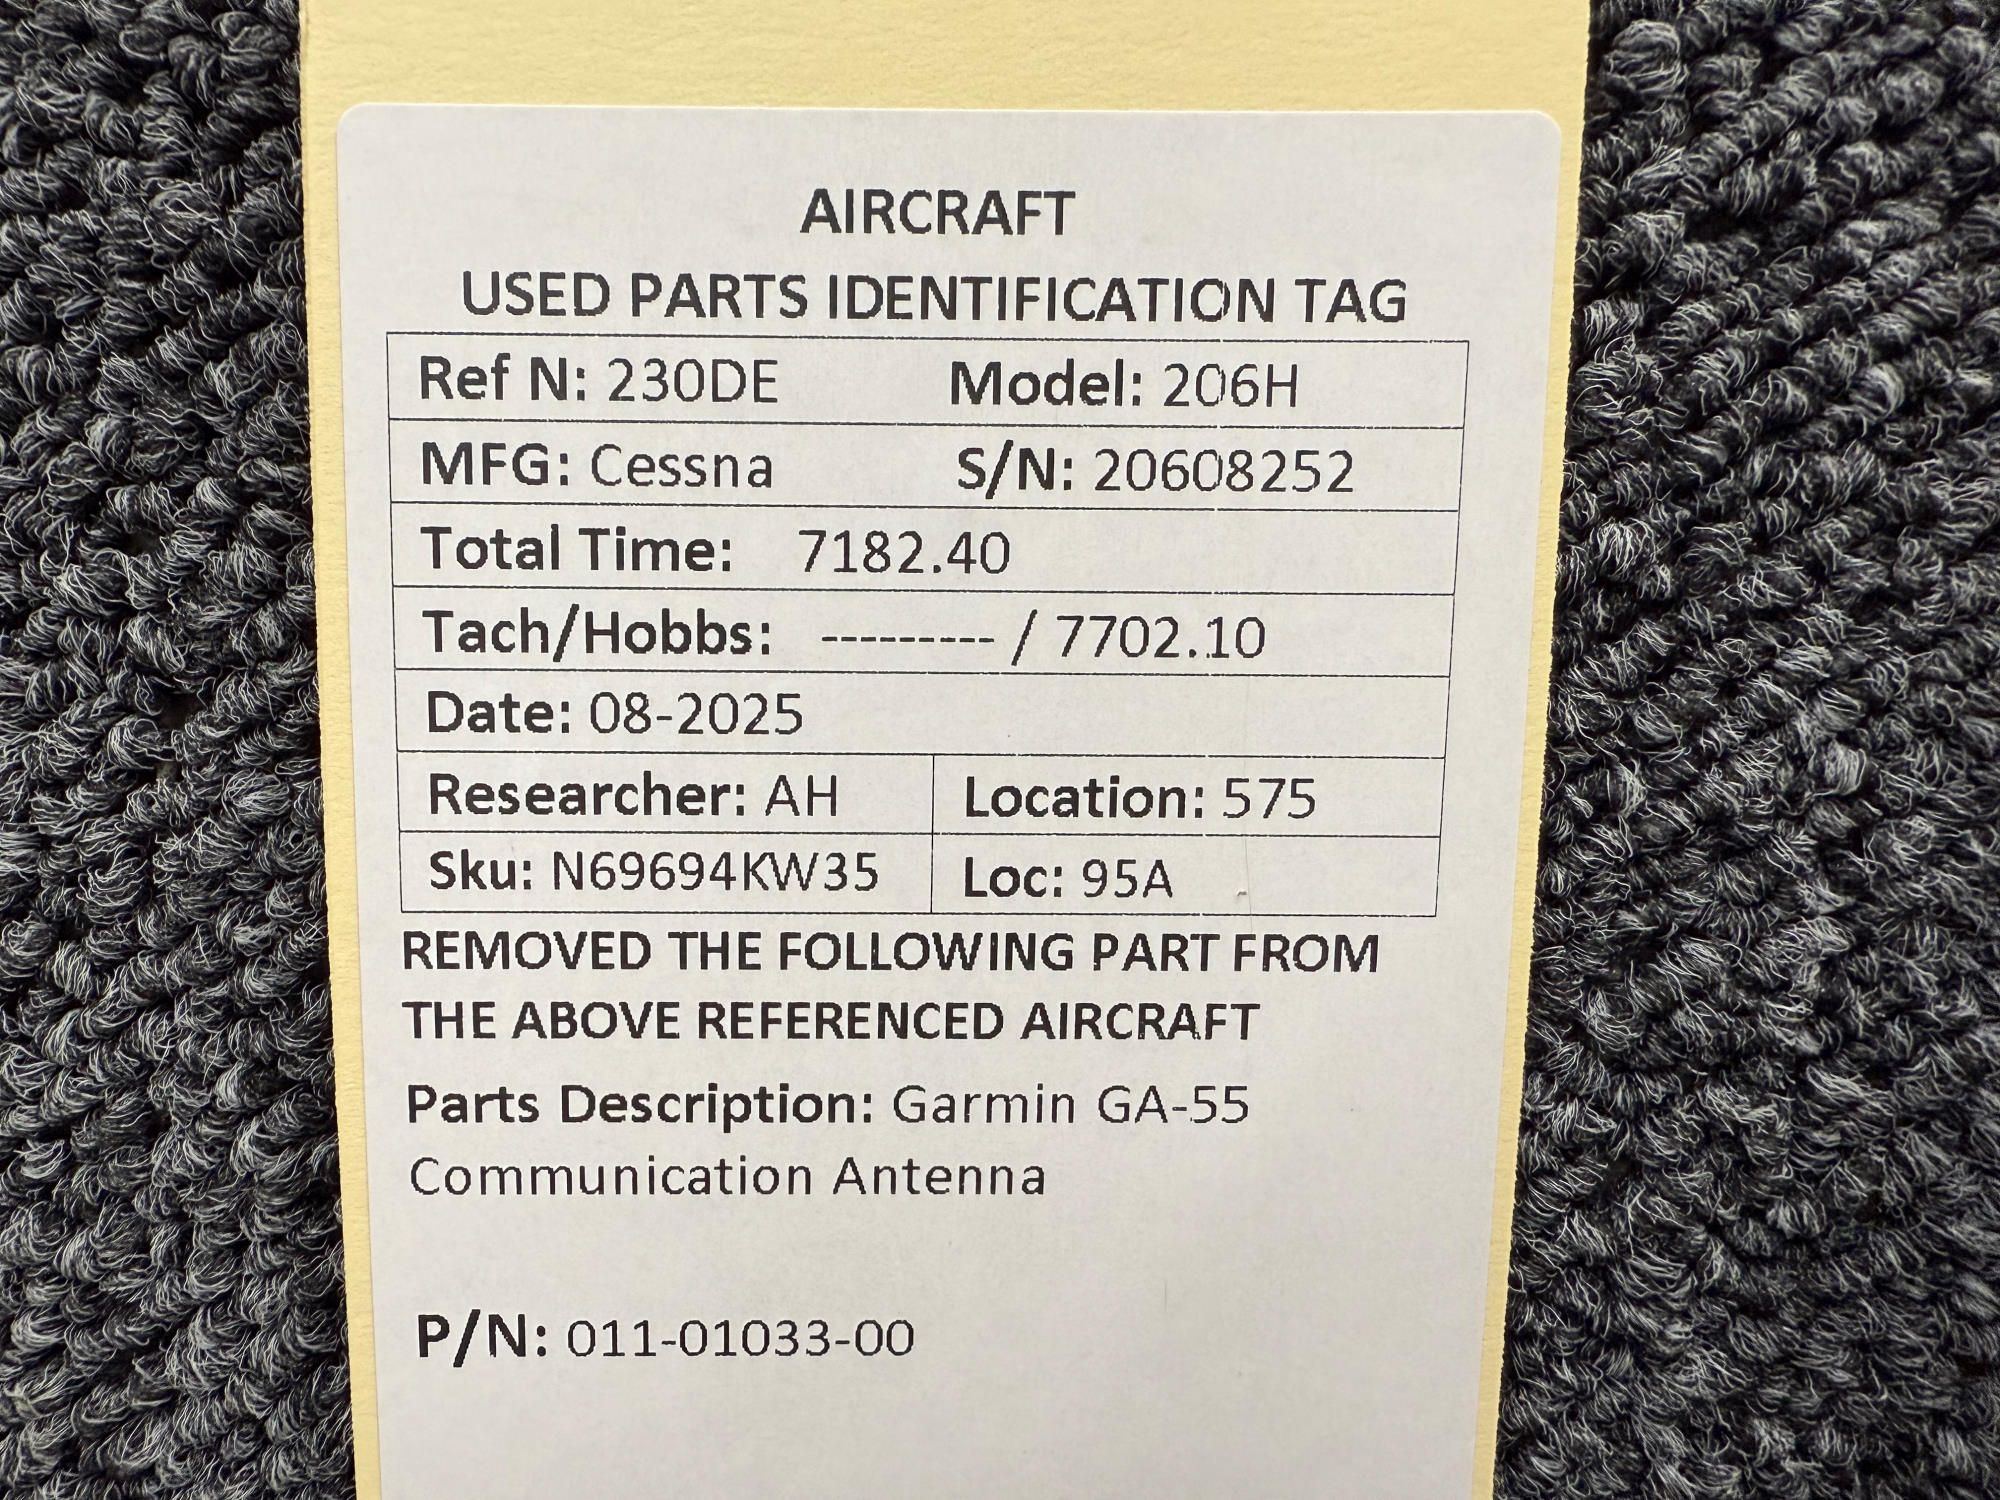 AIRCRAFT
USED PARTS IDENTIFICATION TAG
Ref N: 230DE Model: 206H
MFG: Cessna S/N: 20608252
Total Time: 7182.40
Tach/Hobbs: --------- / 7702.10
Date: 08-2025
Researcher: AH Location: 575
Sku: N69694KW35 Loc: 95A
REMOVED THE FOLLOWING PART FROM
THE ABOVE REFERENCED AIRCRAFT
Parts Description: Garmin GA-55
Communication Antenna
P/N: 011-01033-00